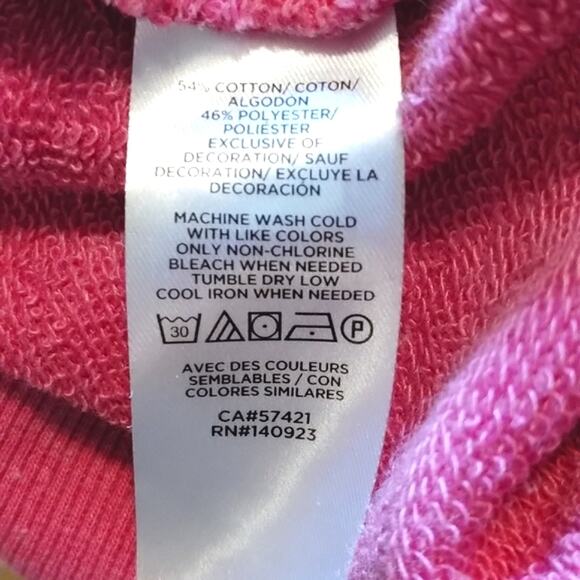 54% COTTON/ COTON/
ALGODÓN
46% POLYESTER/
POLIÉSTER
EXCLUSIVE OF
DECORATION/ SAUF
DECORATION/ EXCLUYE LA
DECORACIÓN
MACHINE WASH COLD
WITH LIKE COLORS
ONLY NON-CHLORINE
BLEACH WHEN NEEDED
TUMBLE DRY LOW
COOL IRON WHEN NEEDED
30 P
AVEC DES COULEURS
SEMBLABLES / CON
COLORES SIMILARES
CA#57421
RN#140923